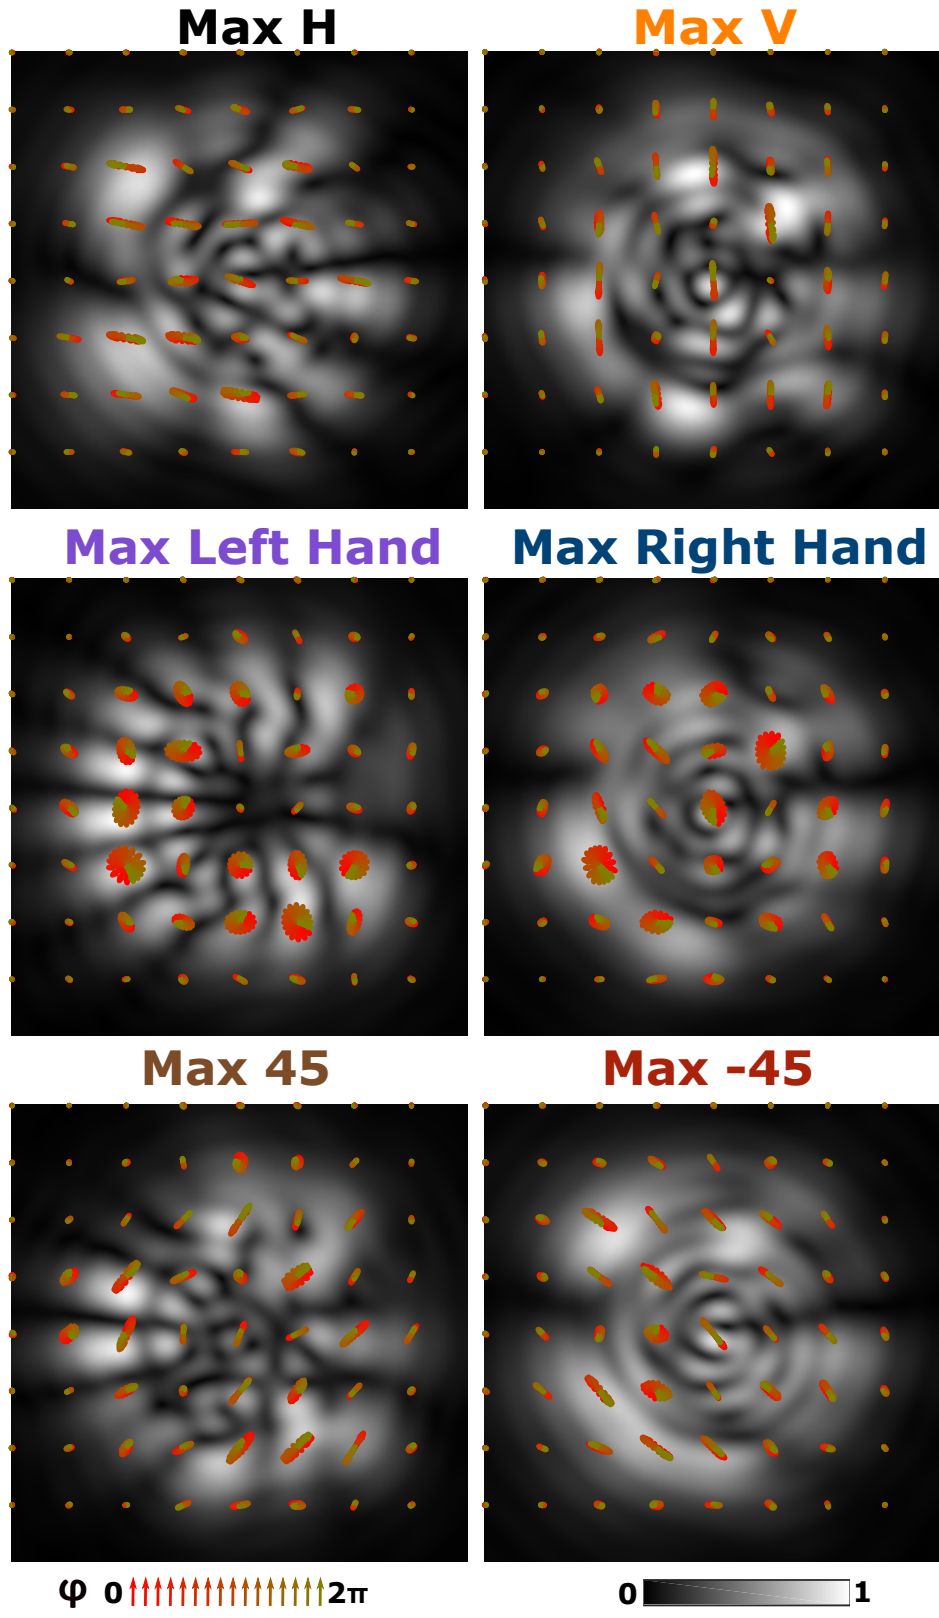 Max H
Max V
Max Left Hand
Max Right Hand
Max 45
Max -45
φ 0 2π
0 1